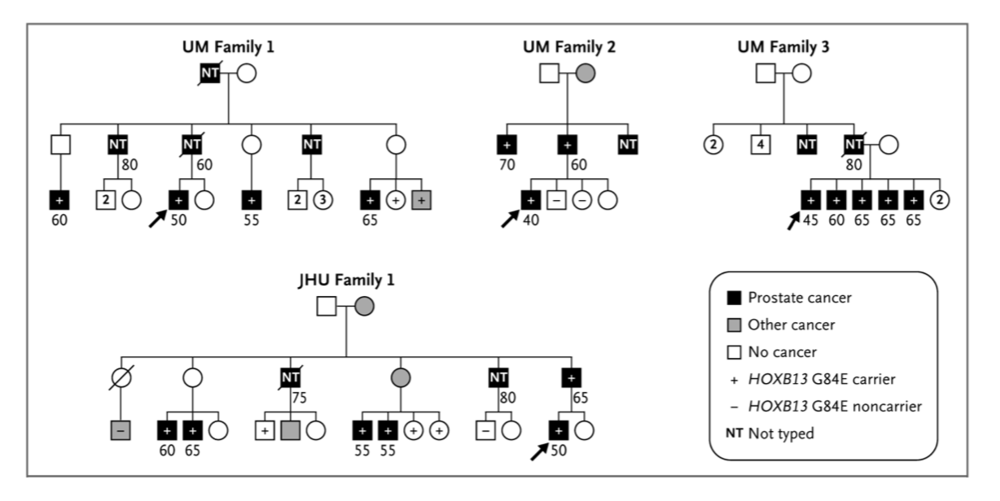 UM Family 1
NT
NT NT NT
80 60
+ 2 + + 2 3 + + +
60 50 55 65
UM Family 2
+ + NT
70 60
+ − −
40
UM Family 3
2 4 NT NT
80
+ + + + + 2
45 60 65 65 65
JHU Family 1
NT NT +
75 80 65
− + + + + + + + − +
60 65 55 55 50
Prostate cancer
Other cancer
No cancer
+ HOXB13 G84E carrier
− HOXB13 G84E noncarrier
NT Not typed